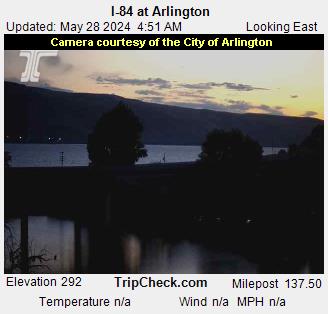 I-84 at Arlington
Updated: May 28 2024 4:51 AM Looking East
Camera courtesy of the City of Arlington
Elevation 292 TripCheck.com Milepost 137.50
Temperature n/a Wind n/a MPH n/a